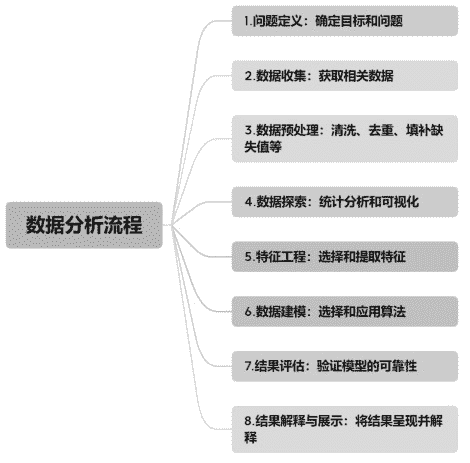 数据分析流程
1.问题定义：确定目标和问题
2.数据收集：获取相关数据
3.数据预处理：清洗、去重、填补缺
失值等
4.数据探索：统计分析和可视化
5.特征工程：选择和提取特征
6.数据建模：选择和应用算法
7.结果评估：验证模型的可靠性
8.结果解释与展示：将结果呈现并解
释